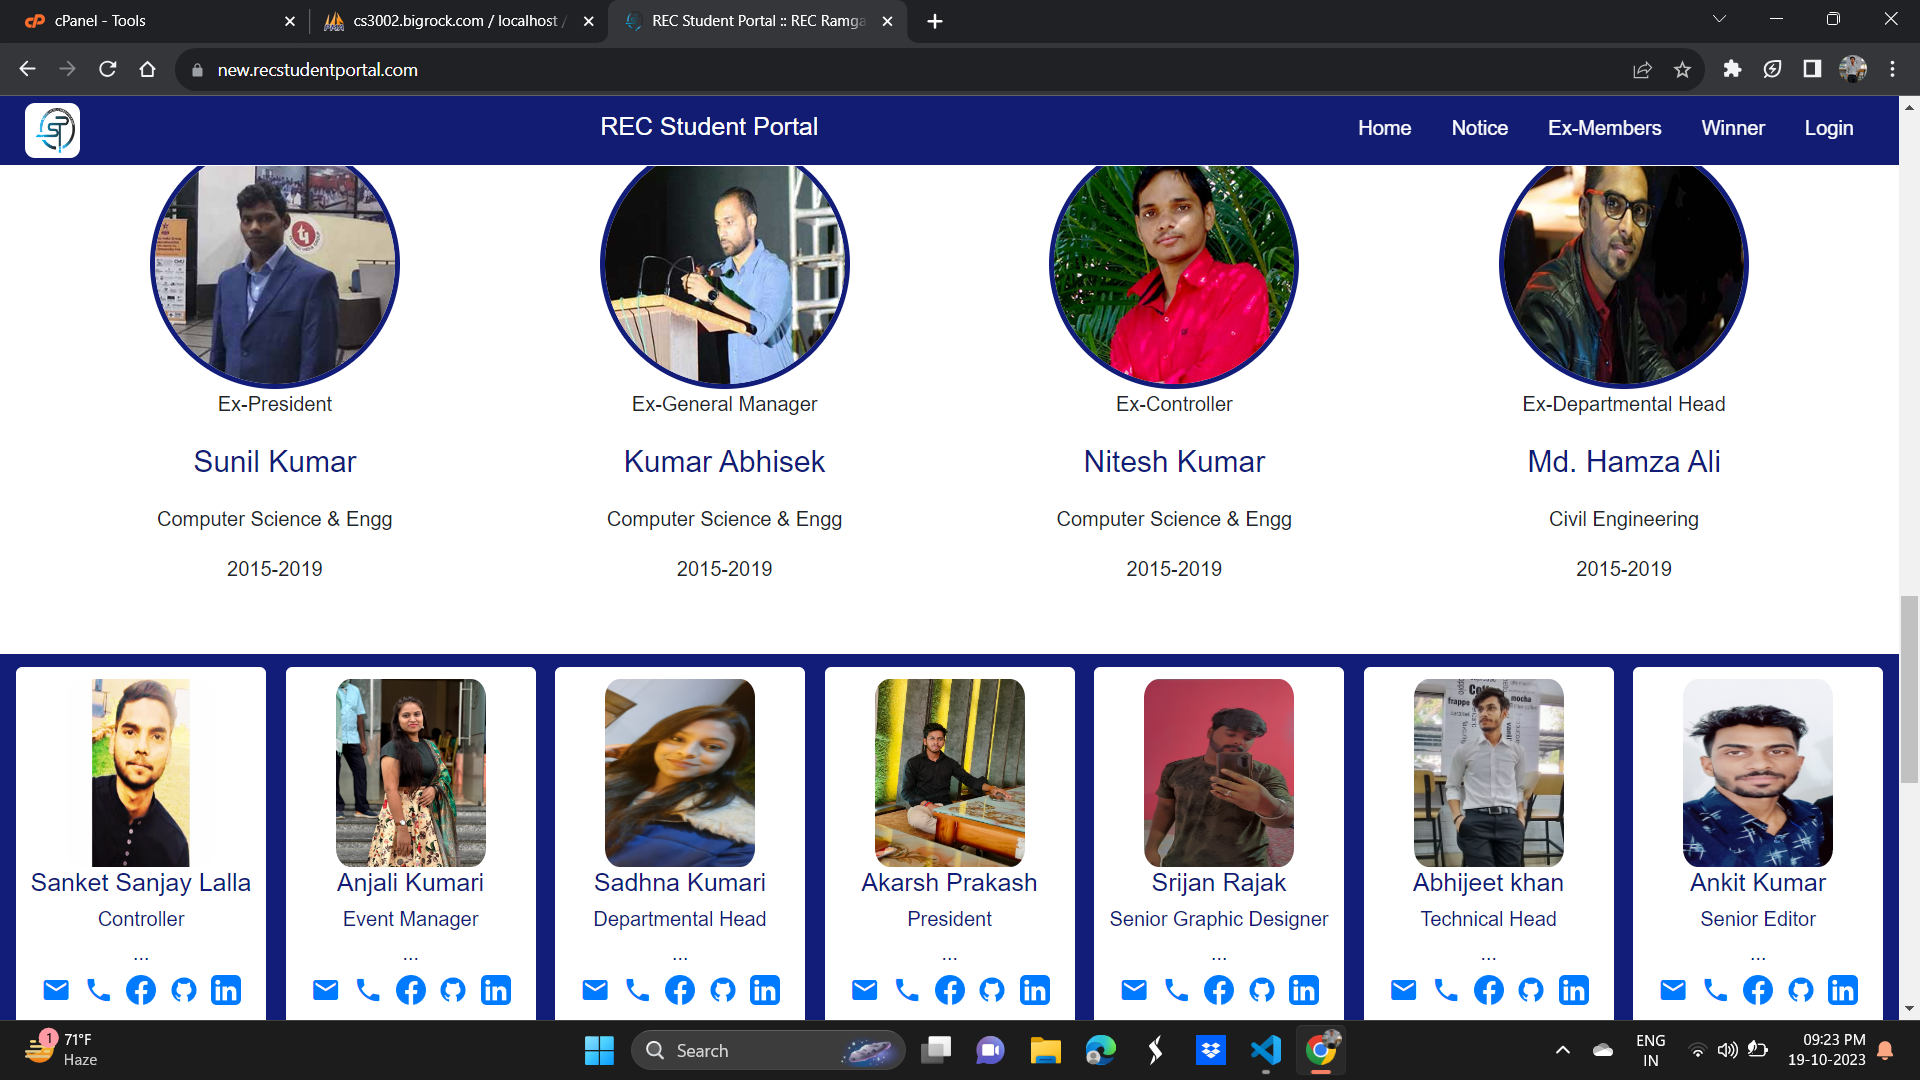 cPanel - Tools
cs3002.bigrock.com / localhost /
REC Student Portal :: REC Ramga
new.recstudentportal.com
REC Student Portal
Home
Notice
Ex-Members
Winner
Login
Ex-President
Ex-General Manager
Ex-Controller
Ex-Departmental Head
Sunil Kumar
Kumar Abhisek
Nitesh Kumar
Md. Hamza Ali
Computer Science & Engg
Computer Science & Engg
Computer Science & Engg
Civil Engineering
2015-2019
2015-2019
2015-2019
2015-2019
Sanket Sanjay Lalla
Anjali Kumari
Sadhna Kumari
Akarsh Prakash
Srijan Rajak
Abhijeet khan
Ankit Kumar
Controller
Event Manager
Departmental Head
President
Senior Graphic Designer
Technical Head
Senior Editor
...
...
...
...
...
...
...
1
71°F
Haze
Search
ENG
IN
09:23 PM
19-10-2023